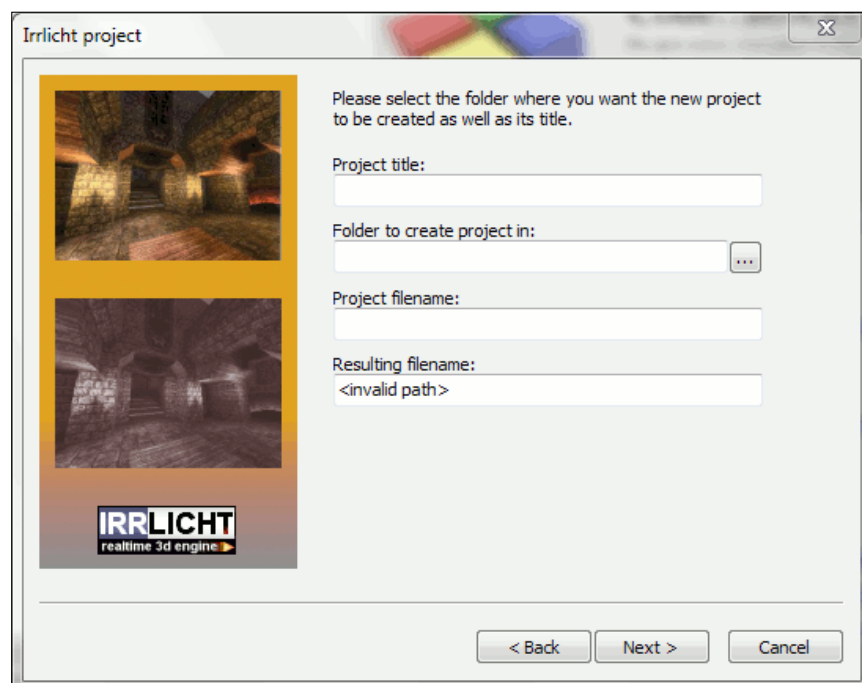 Irrlicht project
Please select the folder where you want the new project
to be created as well as its title.
Project title:
Folder to create project in:
...
Project filename:
Resulting filename:
<invalid path>
IRRLICHT
realtime 3d engine
< Back
Next >
Cancel